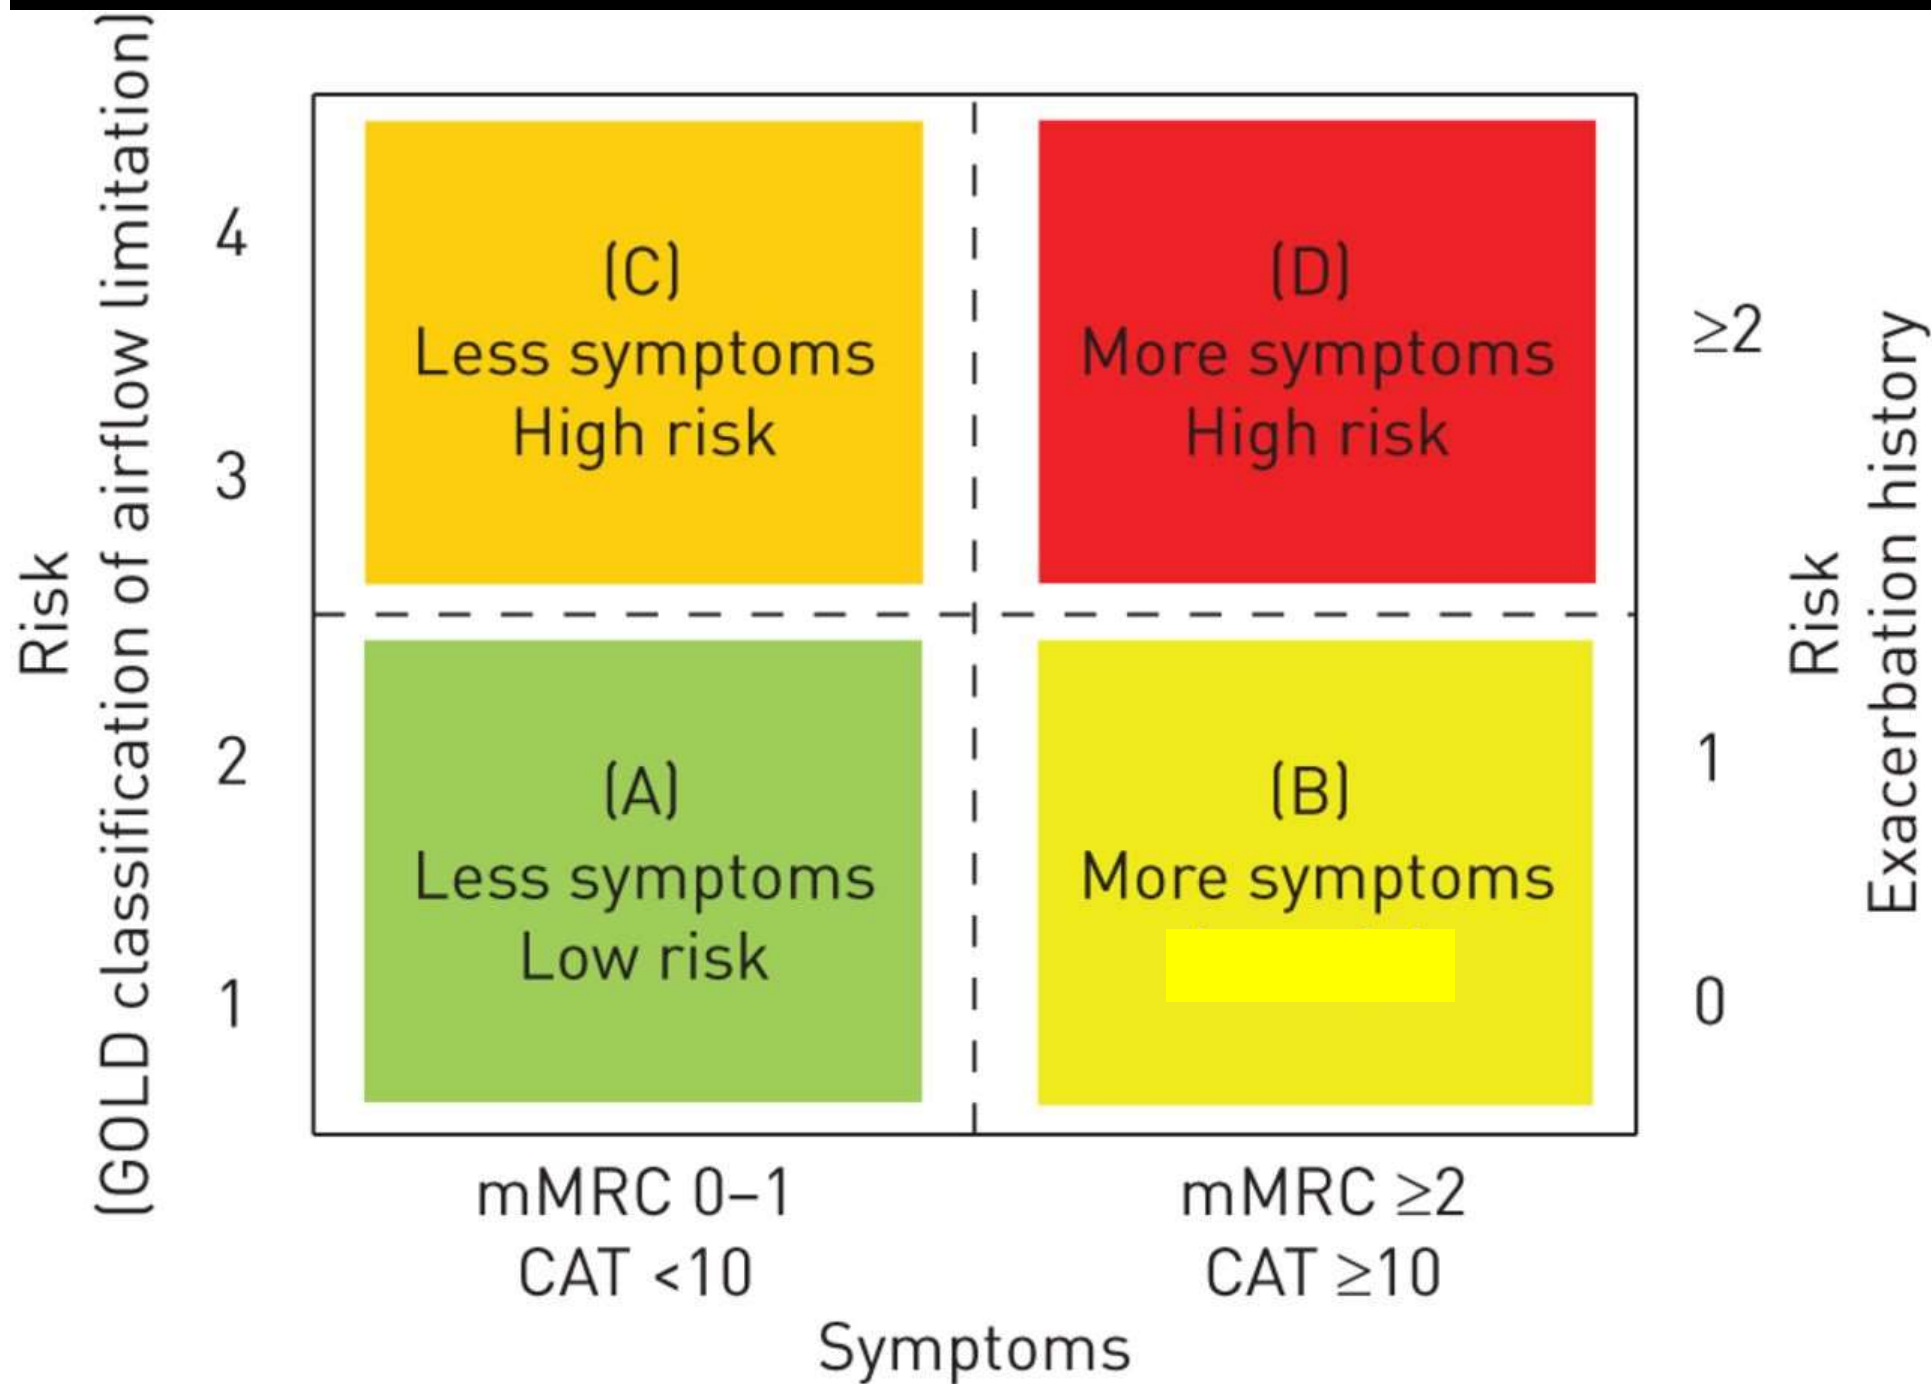 Risk
(GOLD classification of airflow limitation)
4
3
2
1
(C)
Less symptoms
High risk
(D)
More symptoms
High risk
(A)
Less symptoms
Low risk
(B)
More symptoms
≥2
1
0
Risk
Exacerbation history
mMRC 0–1
CAT <10
mMRC ≥2
CAT ≥10
Symptoms